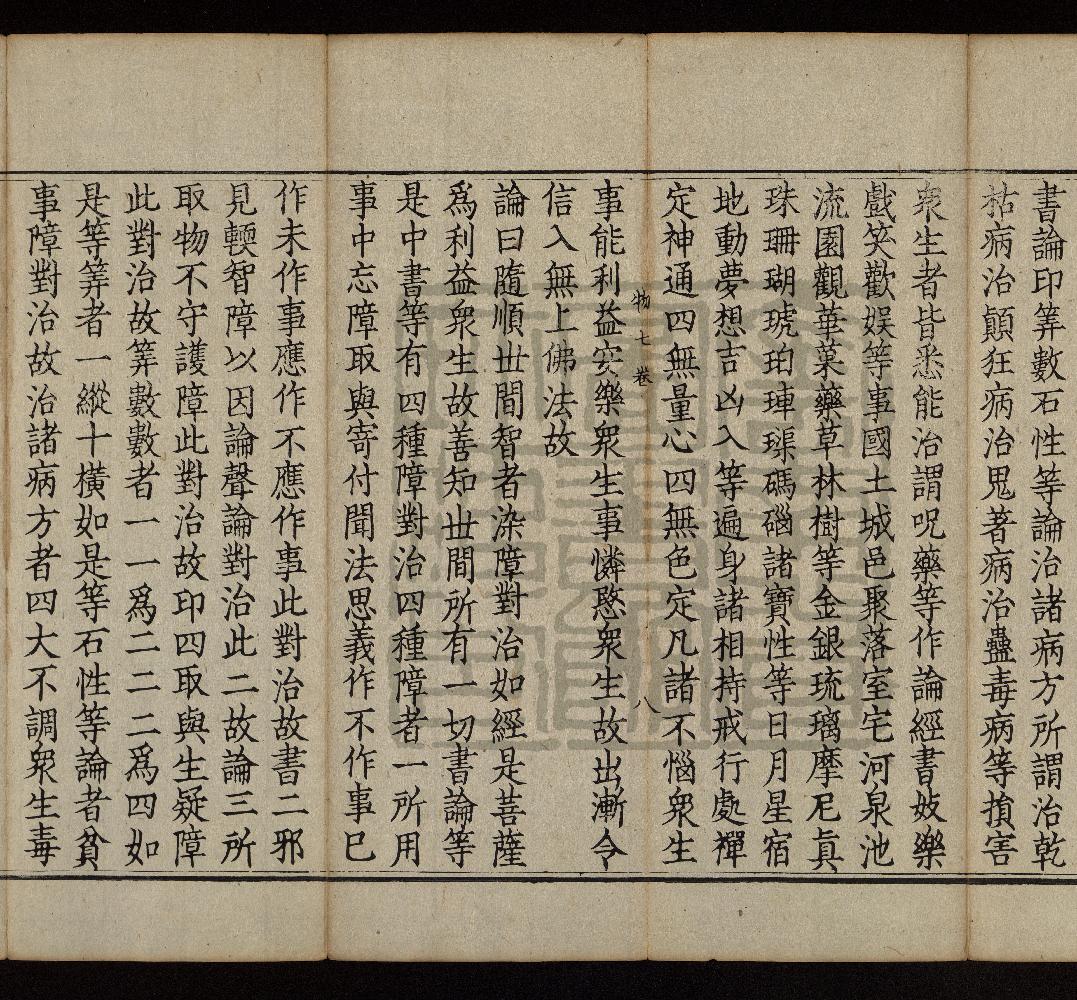 書論印筭數石性等論治諸病方所謂治乾
枯病治顛狂病治鬼著病治蠱毒病等損害
衆生者皆悉能治謂呪藥等作論經書妓樂
戲笑歡娱等事國土城邑聚落室宅河泉池
流園觀華菓藥草林樹等金銀琉璃摩尼真
珠珊瑚琥珀硨磲碼碯諸寶性等日月星宿
地動夢想吉凶入等遍身諸相持戒行處禪
定神通四無量心四無色定凡諸不惱衆生
物七卷 八
事能利益安樂衆生事憐愍衆生故出漸令
信入無上佛法故
論曰隨順丗間智者染障對治如經是菩薩
爲利益衆生故善知丗間所有一切書論等
是中書等有四種障對治四種障者一所用
事中忘障取與寄付聞法思義作不作事已
作未作事應作不應作事此對治故書二邪
見輭智障以因論聲論對治此二故論三所
取物不守護障此對治故印四取與生疑障
此對治故筭數數者一一爲二二二爲四如
是等筭者一縱十橫如是等石性等論者貧
事障對治故治諸病方者四大不調衆生毒